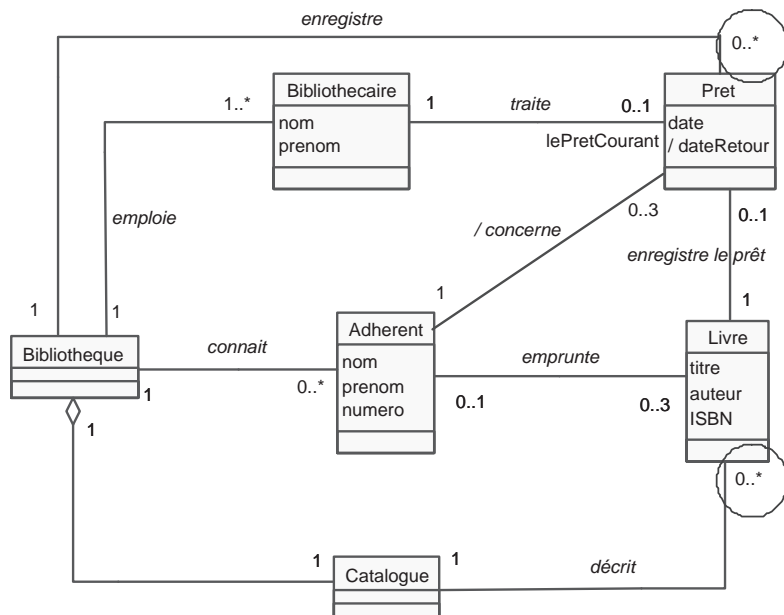 enregistre
0..*
Bibliothecaire
nom
prenom
1..*
1
traite
0..1
lePretCourant
Pret
date
/ dateRetour
emploie
/ concerne
0..3
0..1
enregistre le prêt
1
1
1
1
Bibliotheque
connait
1
0..*
Adherent
nom
prenom
numero
emprunte
0..1
0..3
Livre
titre
auteur
ISBN
1
0..*
1
Catalogue
1
décrit